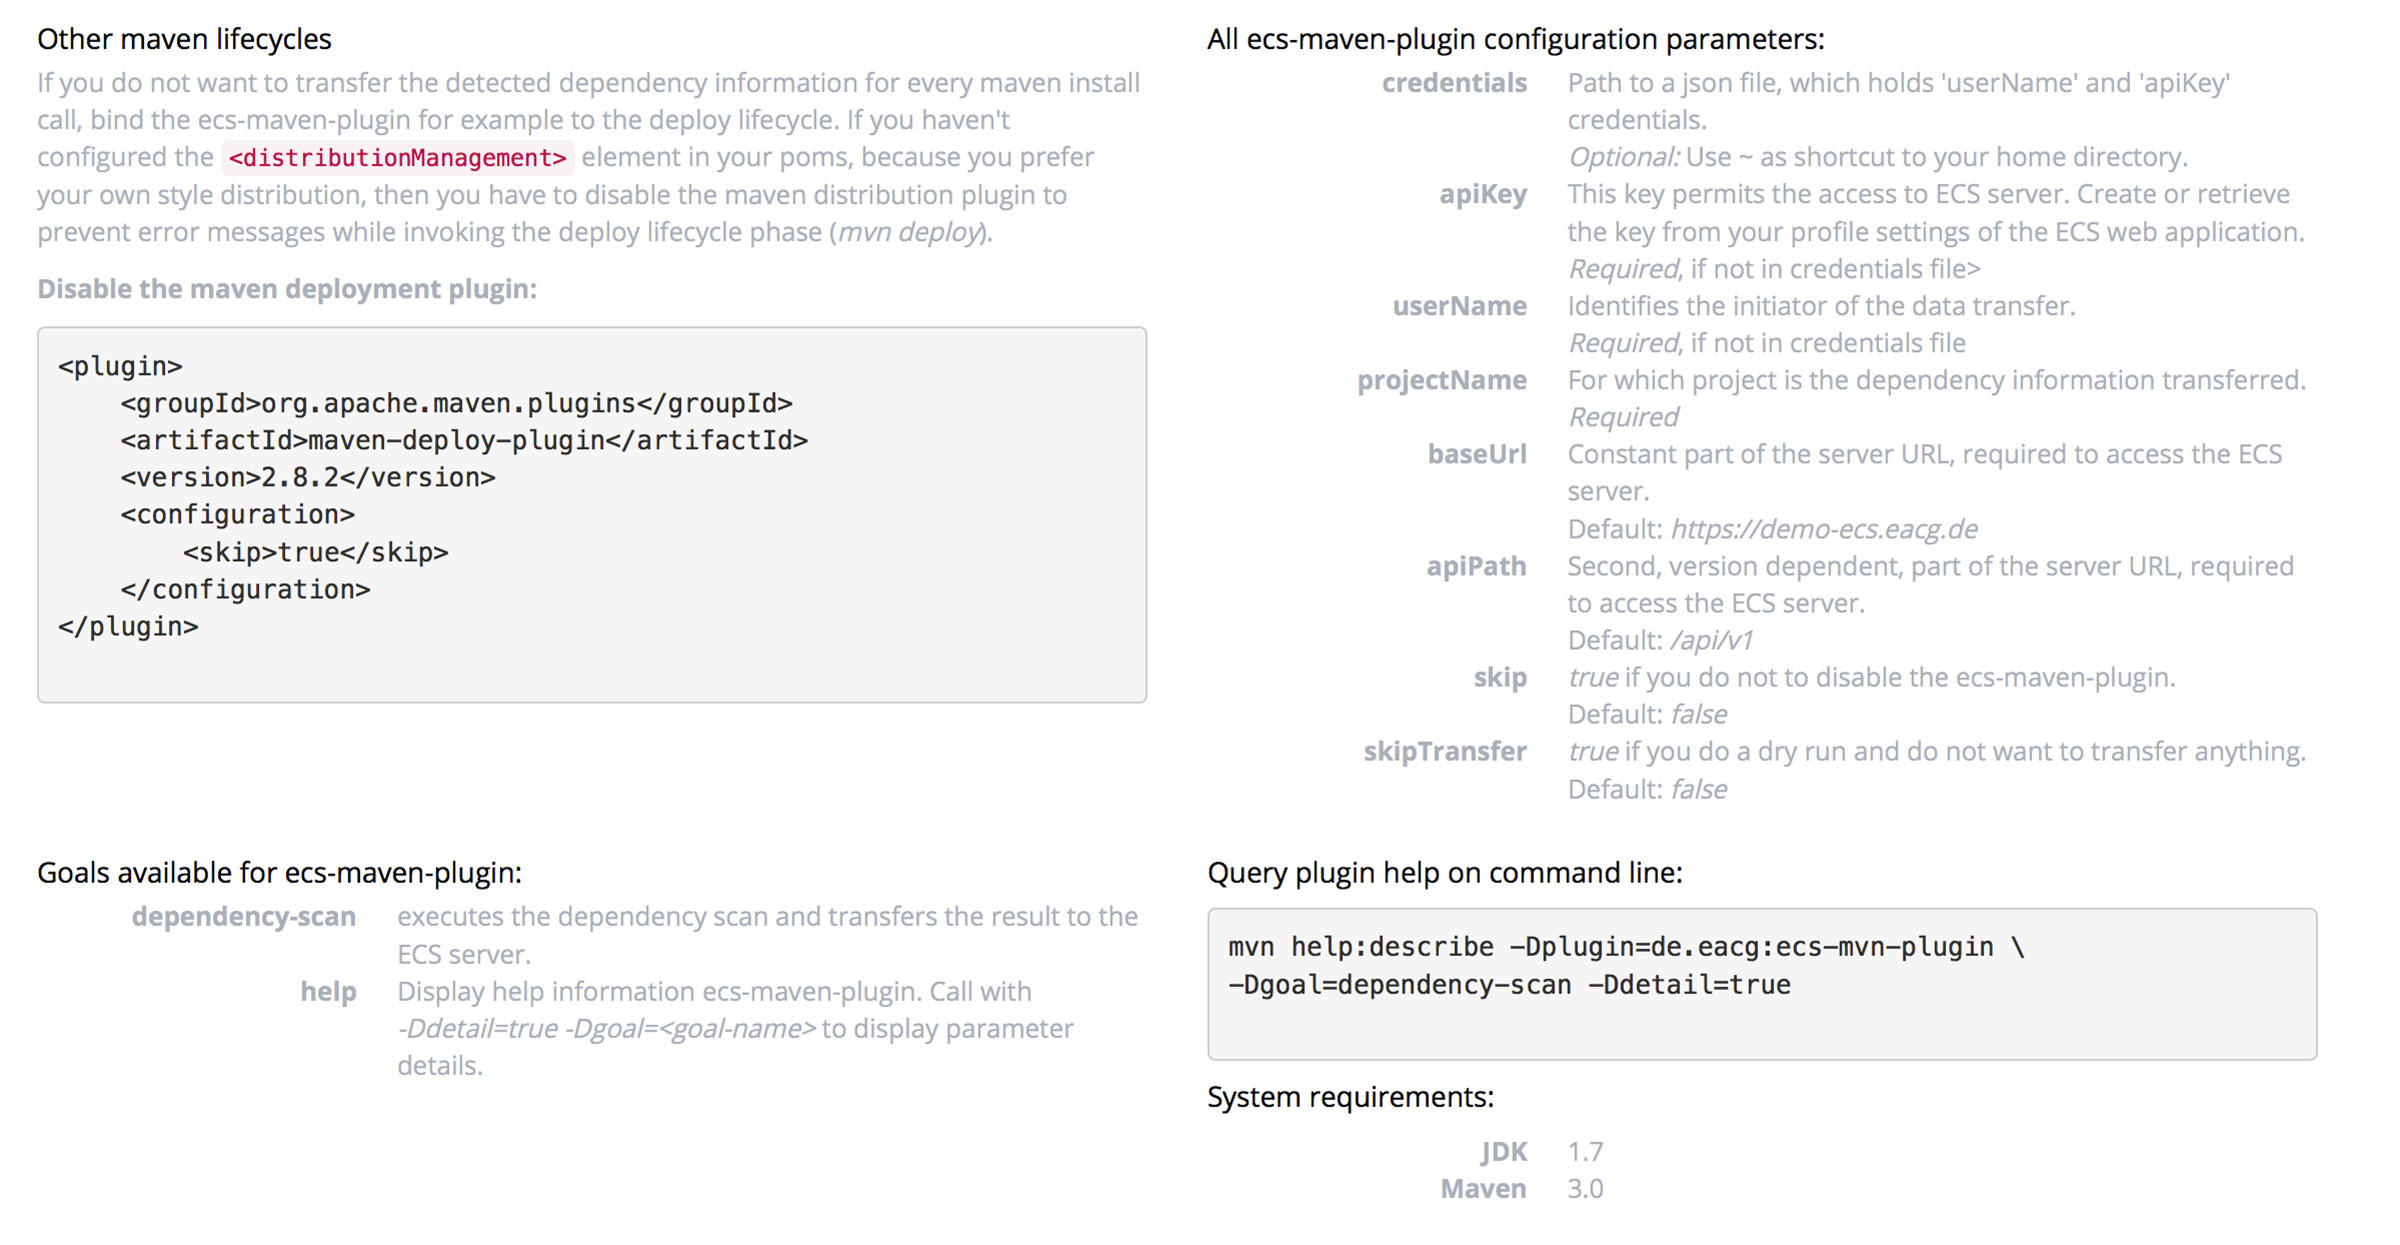 Other maven lifecycles
If you do not want to transfer the detected dependency information for every maven install
call, bind the ecs-maven-plugin for example to the deploy lifecycle. If you haven't
configured the <distributionManagement> element in your poms, because you prefer
your own style distribution, then you have to disable the maven distribution plugin to
prevent error messages while invoking the deploy lifecycle phase (mvn deploy).
Disable the maven deployment plugin:
<plugin>
    <groupId>org.apache.maven.plugins</groupId>
    <artifactId>maven-deploy-plugin</artifactId>
    <version>2.8.2</version>
    <configuration>
        <skip>true</skip>
    </configuration>
</plugin>
All ecs-maven-plugin configuration parameters:
credentials Path to a json file, which holds 'userName' and 'apiKey'
credentials.
Optional: Use ~ as shortcut to your home directory.
apiKey This key permits the access to ECS server. Create or retrieve
the key from your profile settings of the ECS web application.
Required, if not in credentials file>
userName Identifies the initiator of the data transfer.
Required, if not in credentials file
projectName For which project is the dependency information transferred.
Required
baseUrl Constant part of the server URL, required to access the ECS
server.
Default: https://demo-ecs.eacg.de
apiPath Second, version dependent, part of the server URL, required
to access the ECS server.
Default: /api/v1
skip true if you do not to disable the ecs-maven-plugin.
Default: false
skipTransfer true if you do a dry run and do not want to transfer anything.
Default: false
Goals available for ecs-maven-plugin:
dependency-scan executes the dependency scan and transfers the result to the
ECS server.
help Display help information ecs-maven-plugin. Call with
-Ddetail=true -Dgoal=<goal-name> to display parameter
details.
Query plugin help on command line:
mvn help:describe -Dplugin=de.eacg:ecs-mvn-plugin \
-Dgoal=dependency-scan -Ddetail=true
System requirements:
JDK 1.7
Maven 3.0